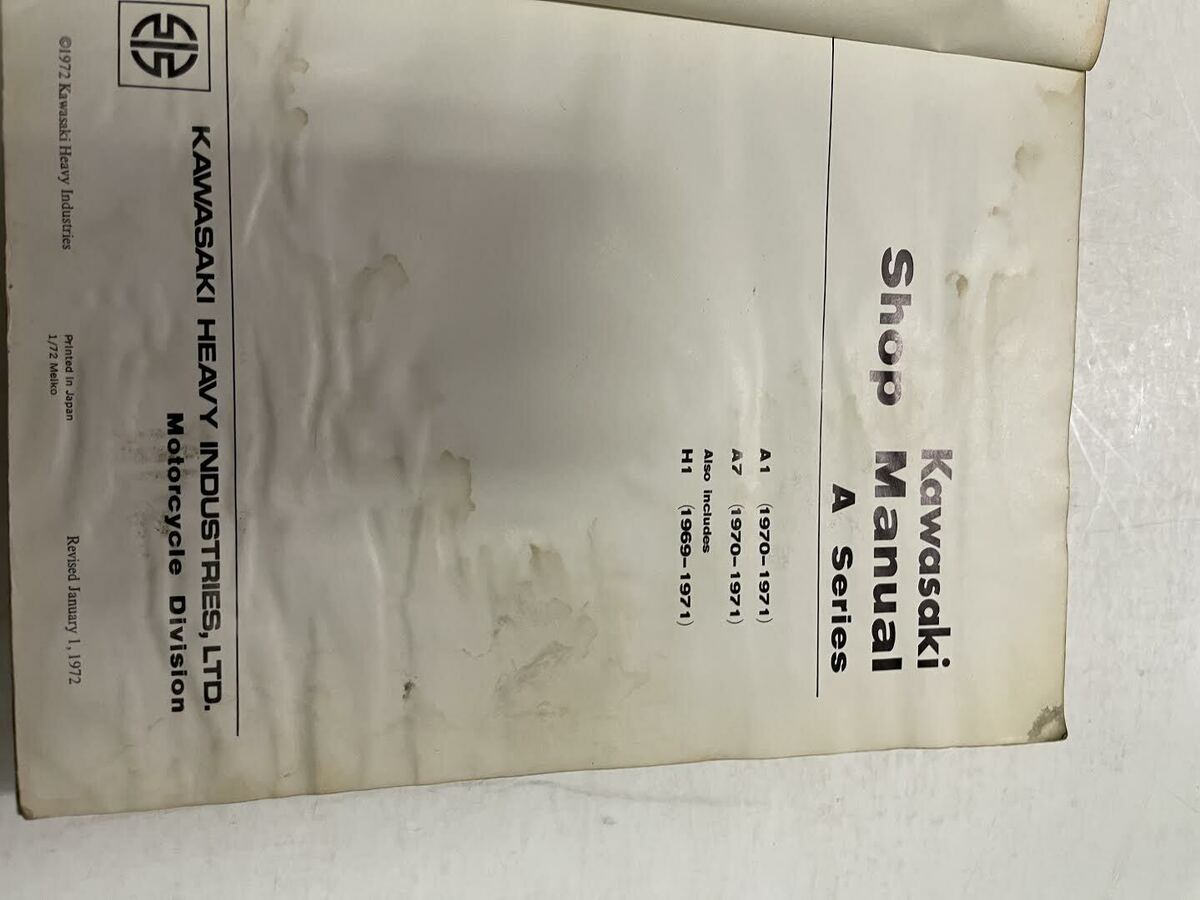 Kawasaki
Shop Manual
A Series
A1 (1970-1971)
A7 (1970-1971)
Also includes
H1 (1969-1971)
KAWASAKI HEAVY INDUSTRIES, LTD.
Motorcycle Division
©1972 Kawasaki Heavy Industries
Printed in Japan
1/72 Meiko
Revised January 1, 1972